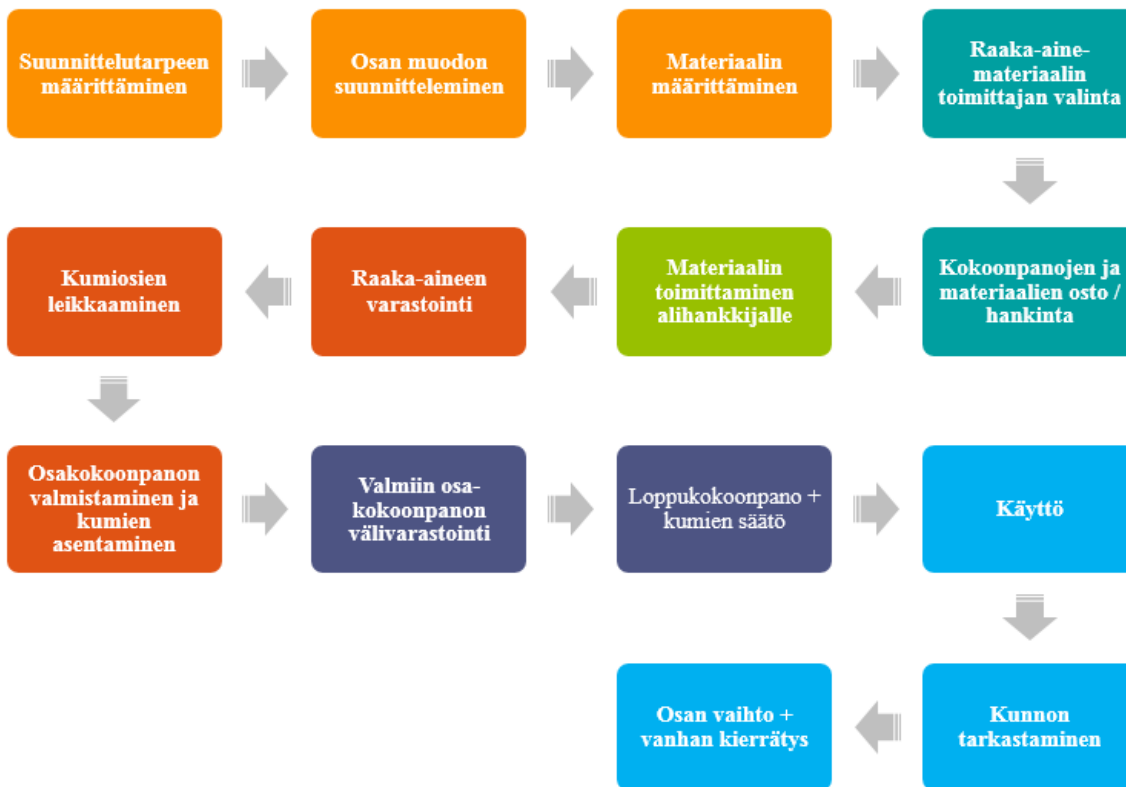 Suunnittelutarpeen
määrittäminen
Osan muodon
suunnitteleminen
Materiaalin
määrittäminen
Raaka-aine-
materiaalin
toimittajan valinta
Kokoonpanojen ja
materiaalien osto /
hankinta
Materiaalin
toimittaminen
alihankkijalle
Raaka-aineen
varastointi
Kumiosien
leikkaaminen
Osakokoonpanon
valmistaminen ja
kumien
asentaminen
Valmiin osa-
kokoonpanon
välivarastointi
Loppukokoonpano +
kumien säätö
Käyttö
Kunnon
tarkastaminen
Osan vaihto +
vanhan kierrätys